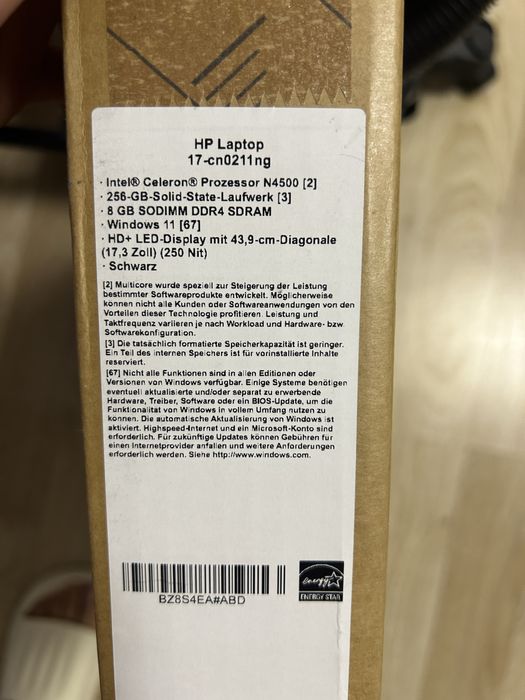 HP Laptop
17-cn0211ng
· Intel® Celeron® Prozessor N4500 [2]
· 256-GB-Solid-State-Laufwerk [3]
· 8 GB SODIMM DDR4 SDRAM
· Windows 11 [67]
· HD+ LED-Display mit 43,9-cm-Diagonale
(17,3 Zoll) (250 Nit)
· Schwarz
[2] Multicore wurde speziell zur Steigerung der Leistung
bestimmter Softwareprodukte entwickelt. Möglicherweise
können nicht alle Kunden oder Softwareanwendungen von den
Vorteilen dieser Technologie profitieren. Leistung und
Taktfrequenz variieren je nach Workload und Hardware- bzw.
Softwarekonfiguration.
[3] Die tatsächlich formatierte Speicherkapazität ist geringer.
Ein Teil des internen Speichers ist für vorinstallierte Inhalte
reserviert.
[67] Nicht alle Funktionen sind in allen Editionen oder
Versionen von Windows verfügbar. Einige Systeme benötigen
eventuell aktualisierte und/oder separat zu erwerbende
Hardware, Treiber, Software oder ein BIOS-Update, um die
Funktionalität von Windows in vollem Umfang nutzen zu
können. Die automatische Aktualisierung von Windows ist
aktiviert. Highspeed-Internet und ein Microsoft-Konto sind
erforderlich. Für zukünftige Updates können Gebühren für
einen Internetprovider anfallen und weitere Anforderungen
erforderlich werden. Siehe http://www.windows.com.
BZ8S4EA#ABD
energy
ENERGY STAR